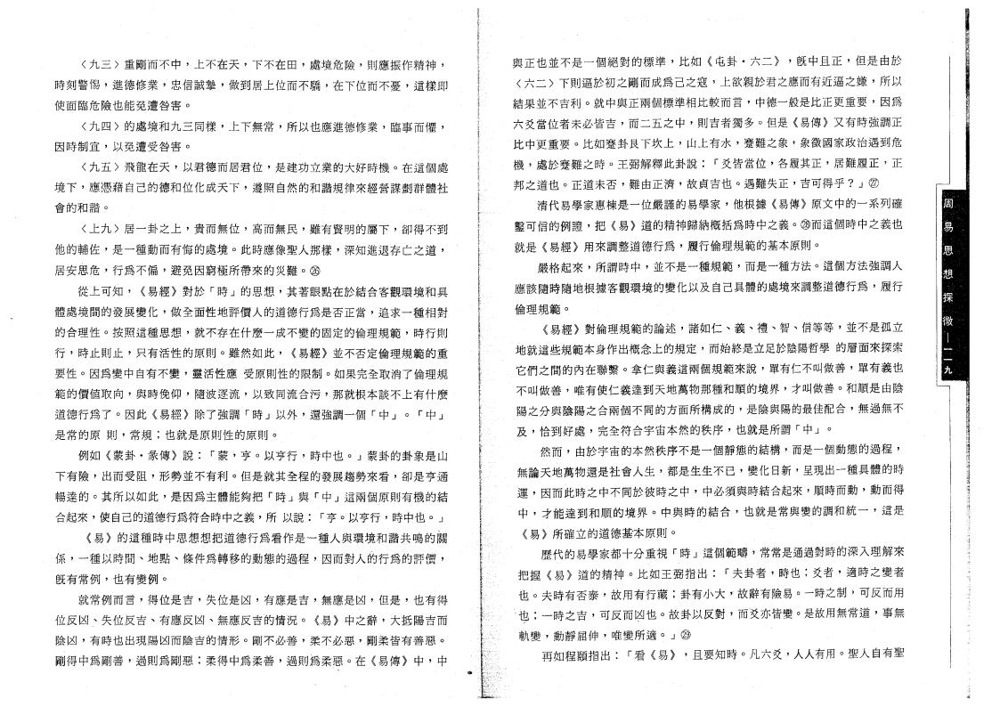 〈九三〉重剛而不中，上不在天，下不在田，處境危險，則應振作精神，
時刻警惕，進德修業，忠信誠摯，做到居上位而不驕，在下位而不憂，這樣即
使面臨危險也能免遭咎害。
〈九四〉的處境和九三同樣，上下無常，所以也應進德修業，臨事而懼，
因時制宜，以免遭受咎害。
〈九五〉飛龍在天，以君德而居君位，是建功立業的大好時機。在這個處
境下，應憑藉自己的德和位化成天下，遵照自然的和諧規律來經營謀劃群體社
會的和諧。
〈上九〉居一卦之上，貴而無位，高而無民，雖有賢明的屬下，卻得不到
他的輔佐，是一種動而有悔的處境。此時應像聖人那樣，深知進退存亡之道，
居安思危，行爲不偏，避免因窮極所帶來的災難。㉖
從上可知，《易經》對於「時」的思想，其著眼點在於結合客觀環境和具
體處境間的發展變化，做全面性地評價人的道德行爲是否正當，追求一種相對
的合理性。按照這種思想，就不存在什麼一成不變的固定的倫理規範，時行則
行，時止則止，只有活性的原則。雖然如此，《易經》並不否定倫理規範的重
要性。因爲變中自有不變，靈活性應 受原則性的限制。如果完全取消了倫理規
範的價值取向，與時俛仰，隨波逐流，以致同流合污，那就根本談不上有什麼
道德行爲了。因此《易經》除了強調「時」以外，還強調一個「中」。「中」
是常的原 則，常規；也就是原則性的原則。
例如《蒙卦·彖傳》說：「蒙，亨。以亨行，時中也。」蒙卦的卦象是山
下有險，出而受阻，形勢並不有利。但是就其全程的發展趨勢來看，卻是亨通
暢達的。其所以如此，是因爲主體能夠把「時」與「中」這兩個原則有機的結
合起來，使自己的道德行爲符合時中之義，所 以說：「亨。以亨行，時中也。」
《易》的這種時中思想想把道德行爲看作是一種人與環境和諧共鳴的關
係，一種以時間、地點、條件爲轉移的動態的過程，因而對人的行爲的評價，
旣有常例，也有變例。
就常例而言，得位是吉，失位是凶，有應是吉，無應是凶，但是，也有得
位反凶、失位反吉、有應反凶、無應反吉的情況。《易》中之辭，大抵陽吉而
陰凶，有時也出現陽凶而陰吉的情形。剛不必善，柔不必惡，剛柔皆有善惡。
剛得中爲剛善，過則爲剛惡；柔得中爲柔善，過則爲柔惡。在《易傳》中，中
與正也並不是一個絕對的標準，比如《屯卦·六二》，旣中且正，但是由於
〈六二〉下則逼於初之剛而成爲己之寇，上欲親於君之應而有近逼之嫌，所以
結果並不吉利。就中與正兩個標準相比較而言，中德一般是比正更重要，因爲
六爻當位者未必皆吉，而二五之中，則吉者獨多。但是《易傳》又有時強調正
比中更重要。比如蹇卦艮下坎上，山上有水，蹇難之象，象徵國家政治遇到危
機，處於蹇難之時。王弼解釋此卦說：「爻皆當位，各履其正，居難履正，正
邦之道也。正道未否，難由正濟，故貞吉也。遇難失正，吉可得乎？」㉗
清代易學家惠棟是一位嚴謹的易學家，他根據《易傳》原文中的一系列確
鑿可信的例證，把《易》道的精神歸納概括爲時中之義。㉘而這個時中之義也
就是《易經》用來調整道德行爲，履行倫理規範的基本原則。
嚴格起來，所謂時中，並不是一種規範，而是一種方法。這個方法強調人
應該隨時隨地根據客觀環境的變化以及自己具體的處境來調整道德行爲，履行
倫理規範。
《易經》對倫理規範的論述，諸如仁、義、禮、智、信等等，並不是孤立
地就這些規範本身作出概念上的規定，而始終是立足於陰陽哲學 的層面來探索
它們之間的內在聯繫。拿仁與義這兩個規範來說，單有仁不叫做善，單有義也
不叫做善，唯有使仁義達到天地萬物那種和順的境界，才叫做善。和順是由陰
陽之分與陰陽之合兩個不同的方面所構成的，是陰與陽的最佳配合，無過無不
及，恰到好處，完全符合宇宙本然的秩序，也就是所謂「中」。
然而，由於宇宙的本然秩序不是一個靜態的結構，而是一個動態的過程，
無論天地萬物還是社會人生，都是生生不已，變化日新，呈現出一種具體的時
運，因而此時之中不同於彼時之中，中必須與時結合起來，順時而動，動而得
中，才能達到和順的境界。中與時的結合，也就是常與變的調和統一，這是
《易》所確立的道德基本原則。
歷代的易學家都十分重視「時」這個範疇，常常是通過對時的深入理解來
把握《易》道的精神。比如王弼指出：「夫卦者，時也；爻者，適時之變者
也。夫時有否泰，故用有行藏；卦有小大，故辭有險易。一時之制，可反而用
也；一時之吉，可反而凶也。故卦以反對，而爻亦皆變。是故用無常道，事無
軌變，動靜屈伸，唯變所適。」㉙
再如程頤指出：「看《易》，且要知時。凡六爻，人人有用。聖人自有聖
周易思想探微—一一九